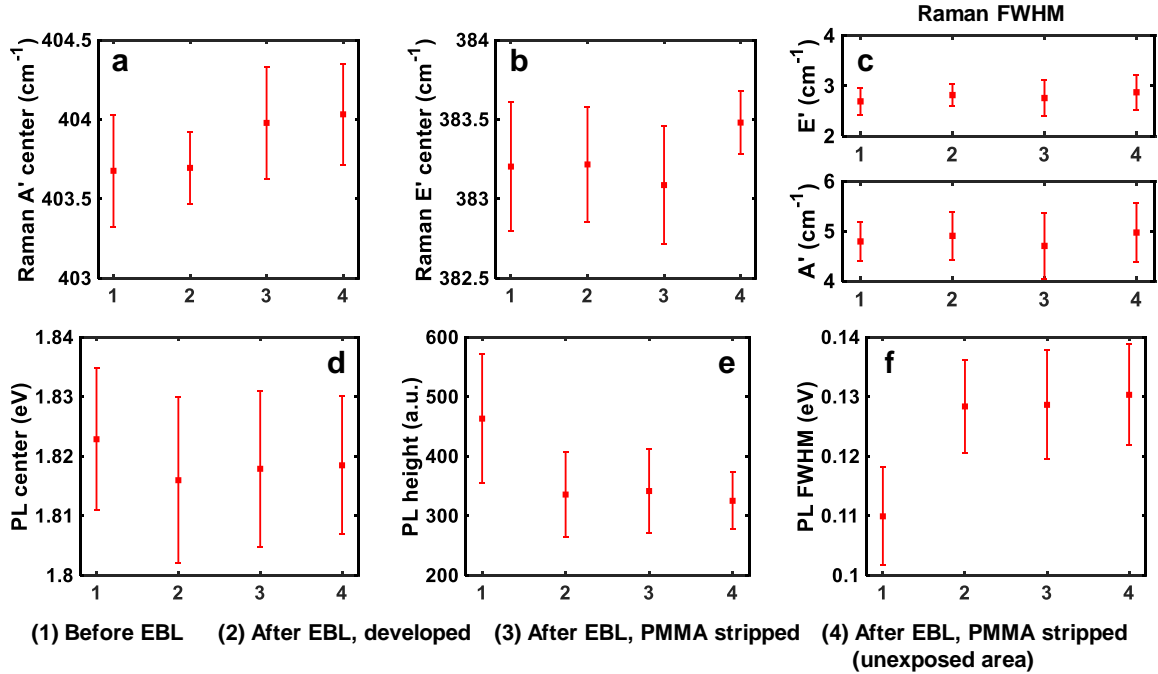 Raman FWHM
404.5
404
403.5
403
Raman A' center (cm⁻¹)
a
1 2 3 4
384
383.5
383
382.5
Raman E' center (cm⁻¹)
b
1 2 3 4
4
2
E' (cm⁻¹)
c
1 2 3 4
6
5
4
A' (cm⁻¹)
1 2 3 4
1.84
1.83
1.82
1.81
1.8
PL center (eV)
d
1 2 3 4
600
500
400
300
200
PL height (a.u.)
e
1 2 3 4
0.14
0.13
0.12
0.11
0.1
PL FWHM (eV)
f
1 2 3 4
(1) Before EBL (2) After EBL, developed (3) After EBL, PMMA stripped (4) After EBL, PMMA stripped
(unexposed area)